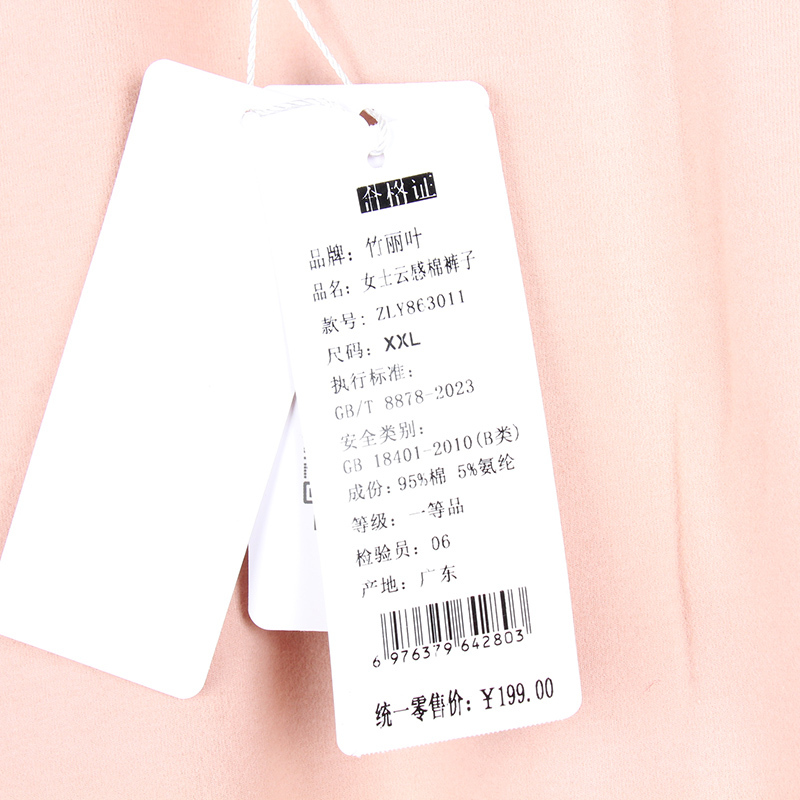 合格证
品牌：竹丽叶
品名：女士云感棉裤子
款号：ZLY863011
尺码：XXL
执行标准：
GB/T 8878-2023
安全类别：
GB 18401-2010(B类)
成份：95%棉 5%氨纶
等级：一等品
检验员：06
产地：广东
6 976379 642803
统一零售价：¥199.00